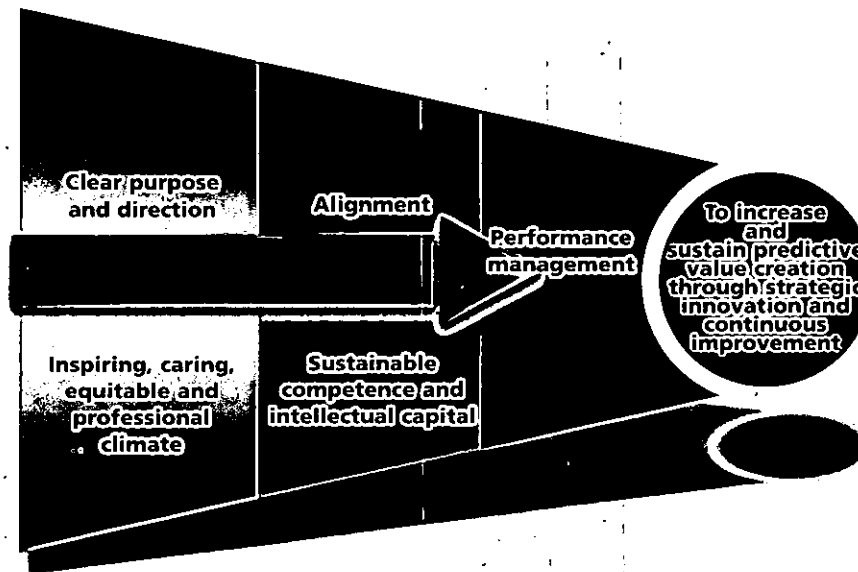 Clear purpose
and direction
Alignment
Performance
management
Inspiring, caring,
equitable and
professional
climate
Sustainable
competence and
intellectual capital
To increase
and
sustain predictive
value creation
through strategic
innovation and
continuous
improvement